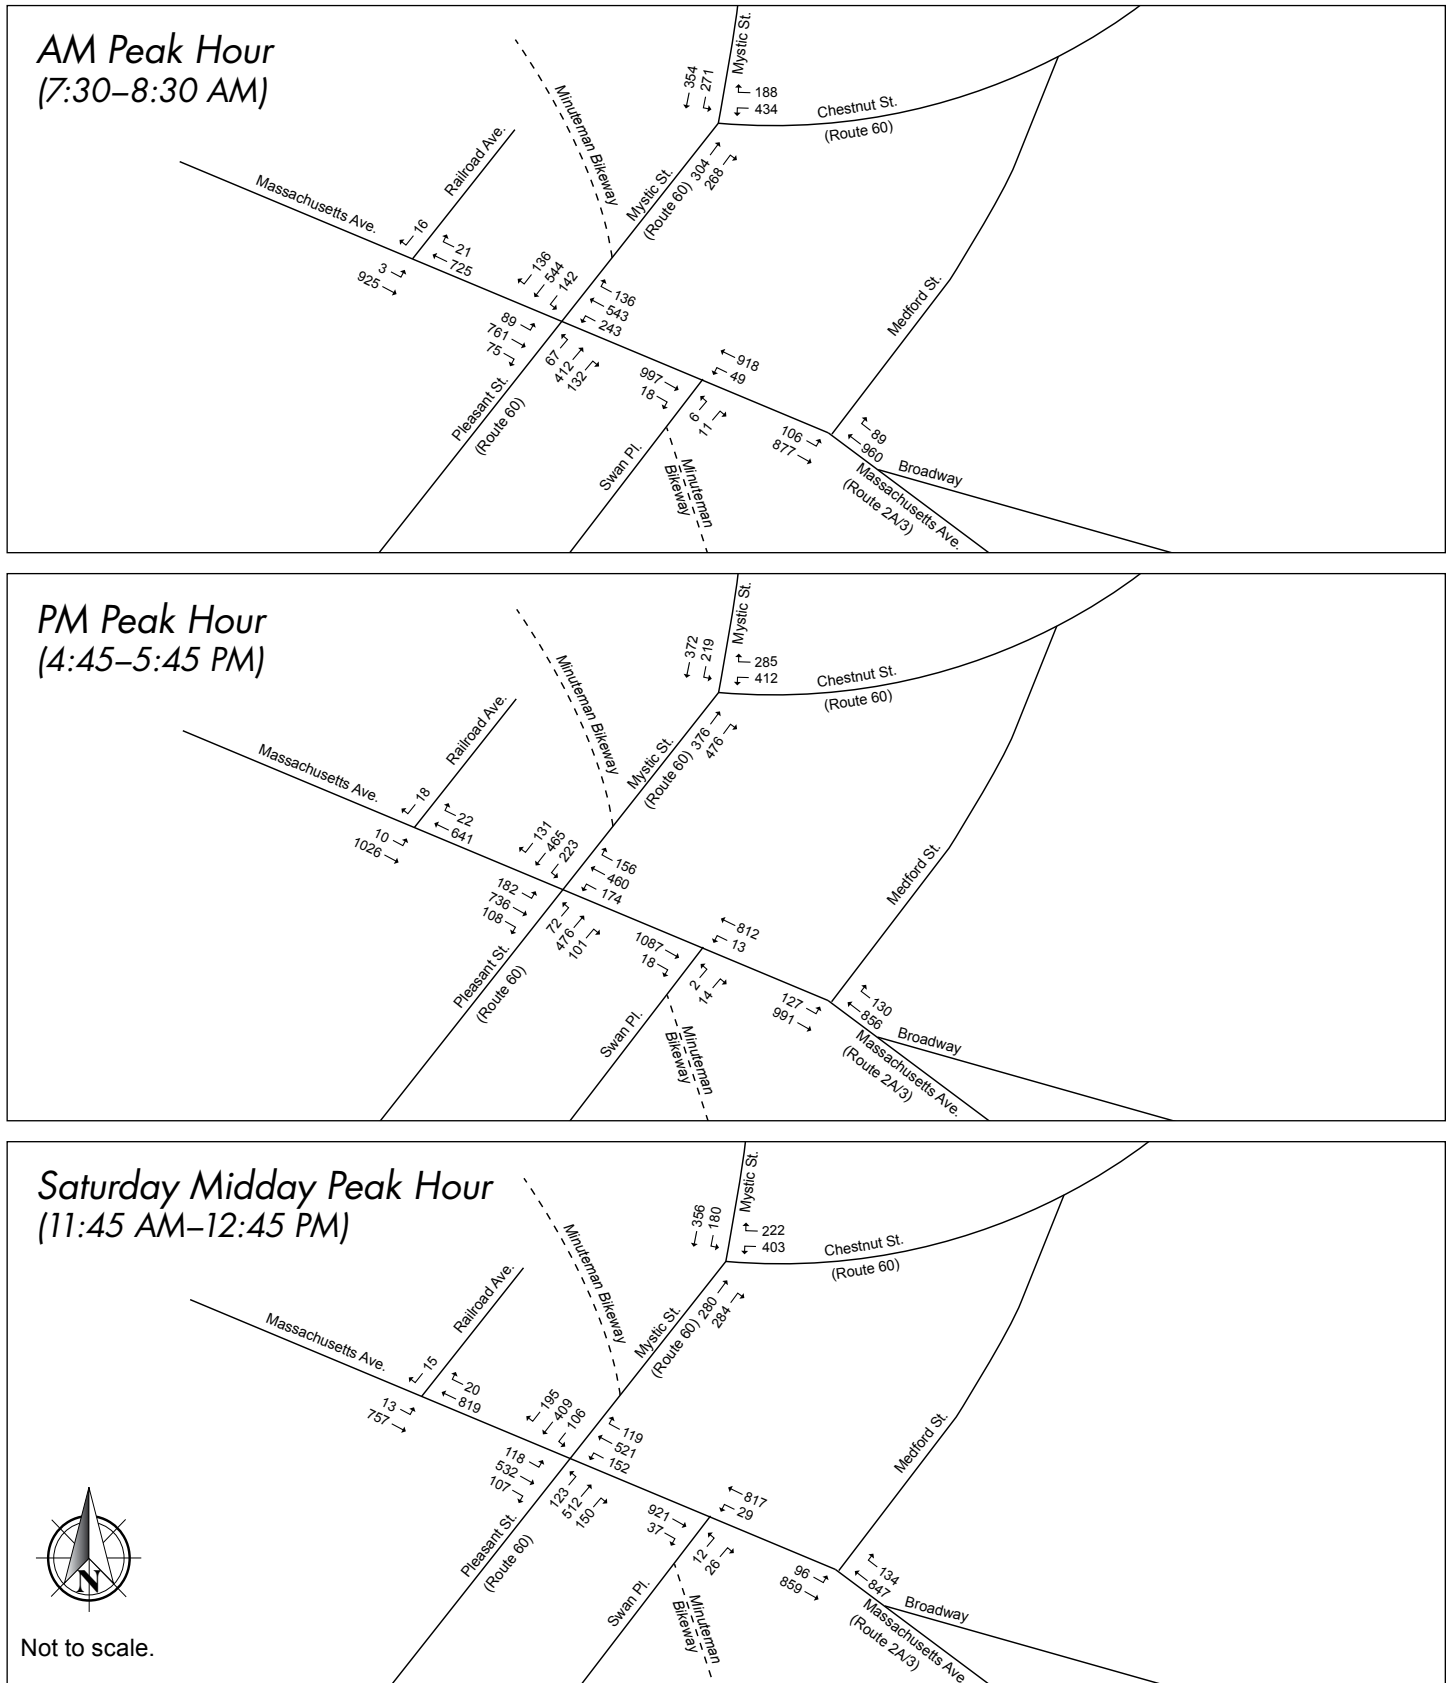 AM Peak Hour
(7:30–8:30 AM)
Mystic St.
354
271
188
434
Chestnut St.
(Route 60)
Minuteman Bikeway
Railroad Ave.
Massachusetts Ave.
Mystic St.
(Route 60)
304
268
16
21
725
3
925
136
544
142
136
543
243
89
761
75
67
412
132
Medford St.
Pleasant St.
(Route 60)
997
18
918
49
6
11
Swan Pl.
Minuteman
Bikeway
106
877
89
960
Broadway
Massachusetts Ave.
(Route 2A/3)
PM Peak Hour
(4:45–5:45 PM)
Mystic St.
372
219
285
412
Chestnut St.
(Route 60)
Minuteman Bikeway
Railroad Ave.
Massachusetts Ave.
Mystic St.
(Route 60)
376
476
18
22
641
10
1026
131
465
223
156
460
174
182
736
108
72
476
101
Medford St.
Pleasant St.
(Route 60)
1087
18
812
13
2
14
Swan Pl.
Minuteman
Bikeway
127
991
130
856
Broadway
Massachusetts Ave.
(Route 2A/3)
Saturday Midday Peak Hour
(11:45 AM–12:45 PM)
Mystic St.
356
180
222
403
Chestnut St.
(Route 60)
Minuteman Bikeway
Railroad Ave.
Massachusetts Ave.
Mystic St.
(Route 60)
280
284
15
20
819
13
757
195
409
106
119
521
152
118
532
107
123
512
150
Medford St.
Pleasant St.
(Route 60)
921
37
817
29
12
26
Swan Pl.
Minuteman
Bikeway
96
859
134
847
Broadway
Massachusetts Ave
(Route 2A/3)
N
Not to scale.